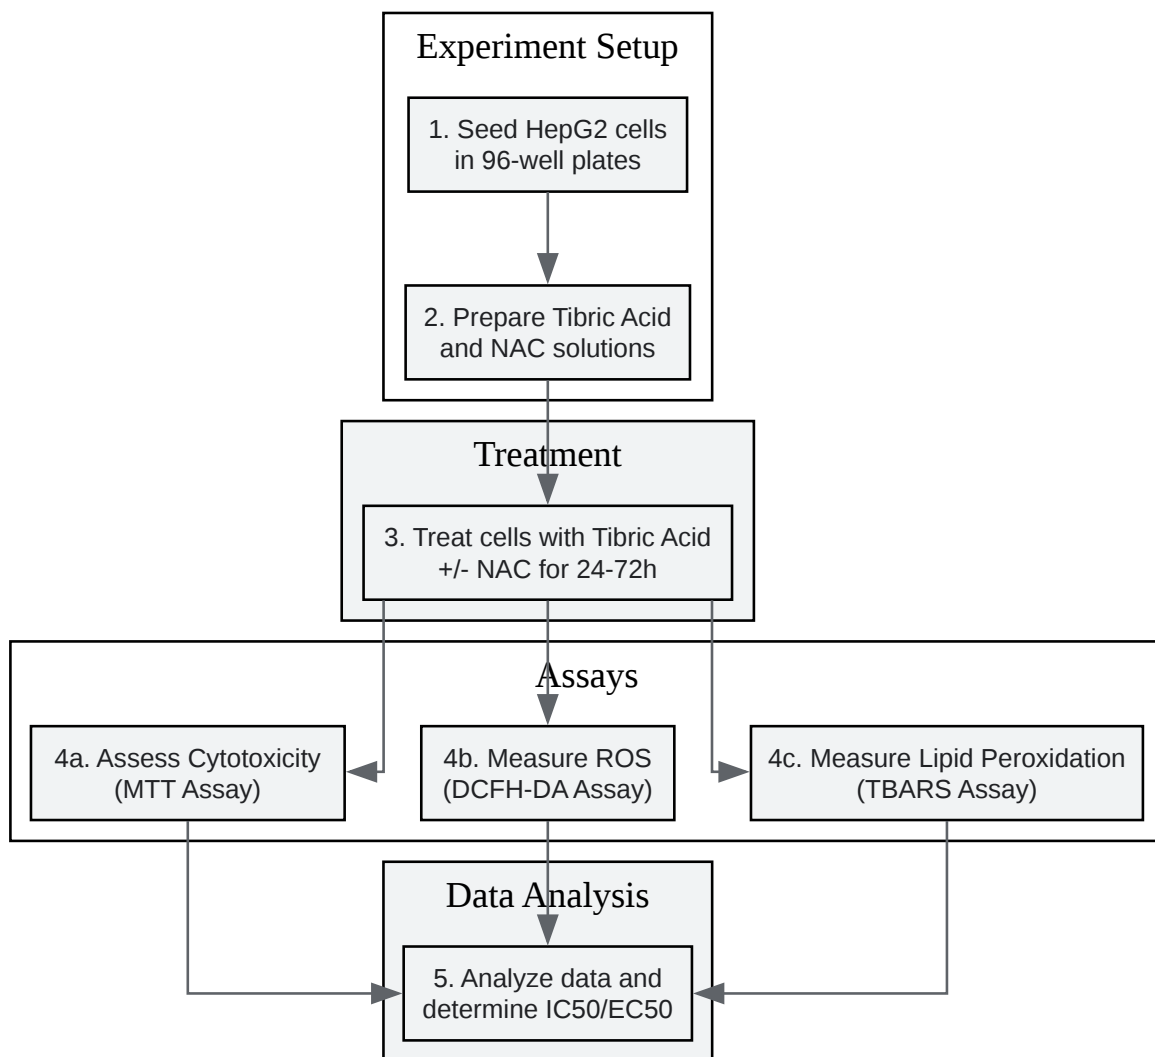 Experiment Setup
1. Seed HepG2 cells
in 96-well plates
2. Prepare Tibric Acid
and NAC solutions
Treatment
3. Treat cells with Tibric Acid
+/- NAC for 24-72h
Assays
4a. Assess Cytotoxicity
(MTT Assay)
4b. Measure ROS
(DCFH-DA Assay)
4c. Measure Lipid Peroxidation
(TBARS Assay)
Data Analysis
5. Analyze data and
determine IC50/EC50